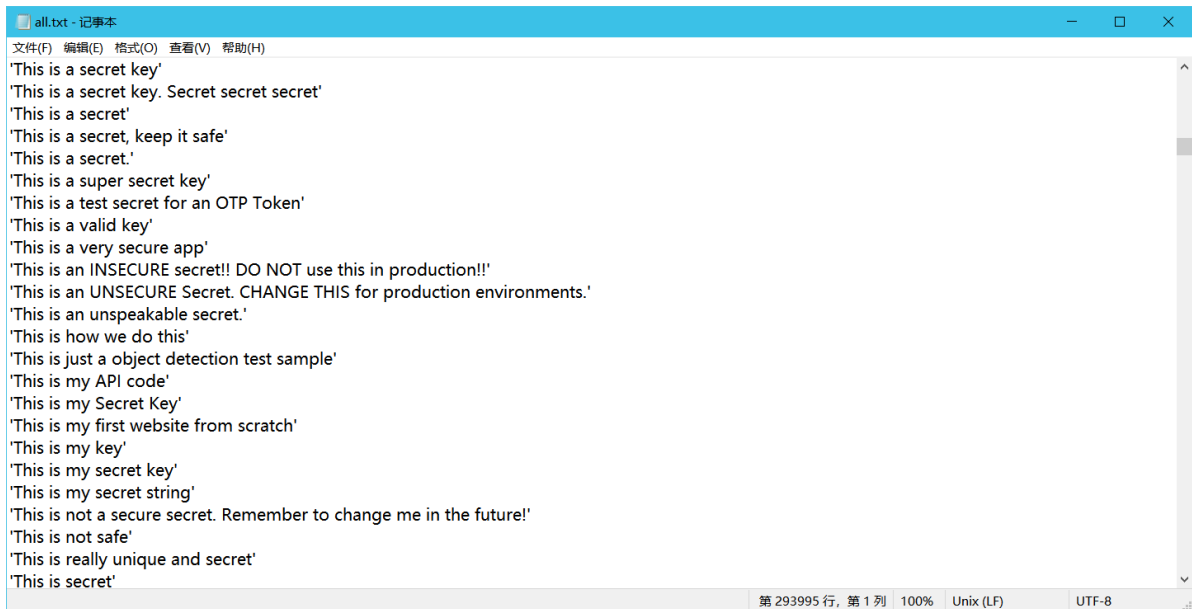 all.txt - 记事本
文件(F) 编辑(E) 格式(O) 查看(V) 帮助(H)
'This is a secret key'
'This is a secret key. Secret secret secret'
'This is a secret'
'This is a secret, keep it safe'
'This is a secret.'
'This is a super secret key'
'This is a test secret for an OTP Token'
'This is a valid key'
'This is a very secure app'
'This is an INSECURE secret!! DO NOT use this in production!!'
'This is an UNSECURE Secret. CHANGE THIS for production environments.'
'This is an unspeakable secret.'
'This is how we do this'
'This is just a object detection test sample'
'This is my API code'
'This is my Secret Key'
'This is my first website from scratch'
'This is my key'
'This is my secret key'
'This is my secret string'
'This is not a secure secret. Remember to change me in the future!'
'This is not safe'
'This is really unique and secret'
'This is secret'
第 293995 行，第 1 列 100% Unix (LF) UTF-8